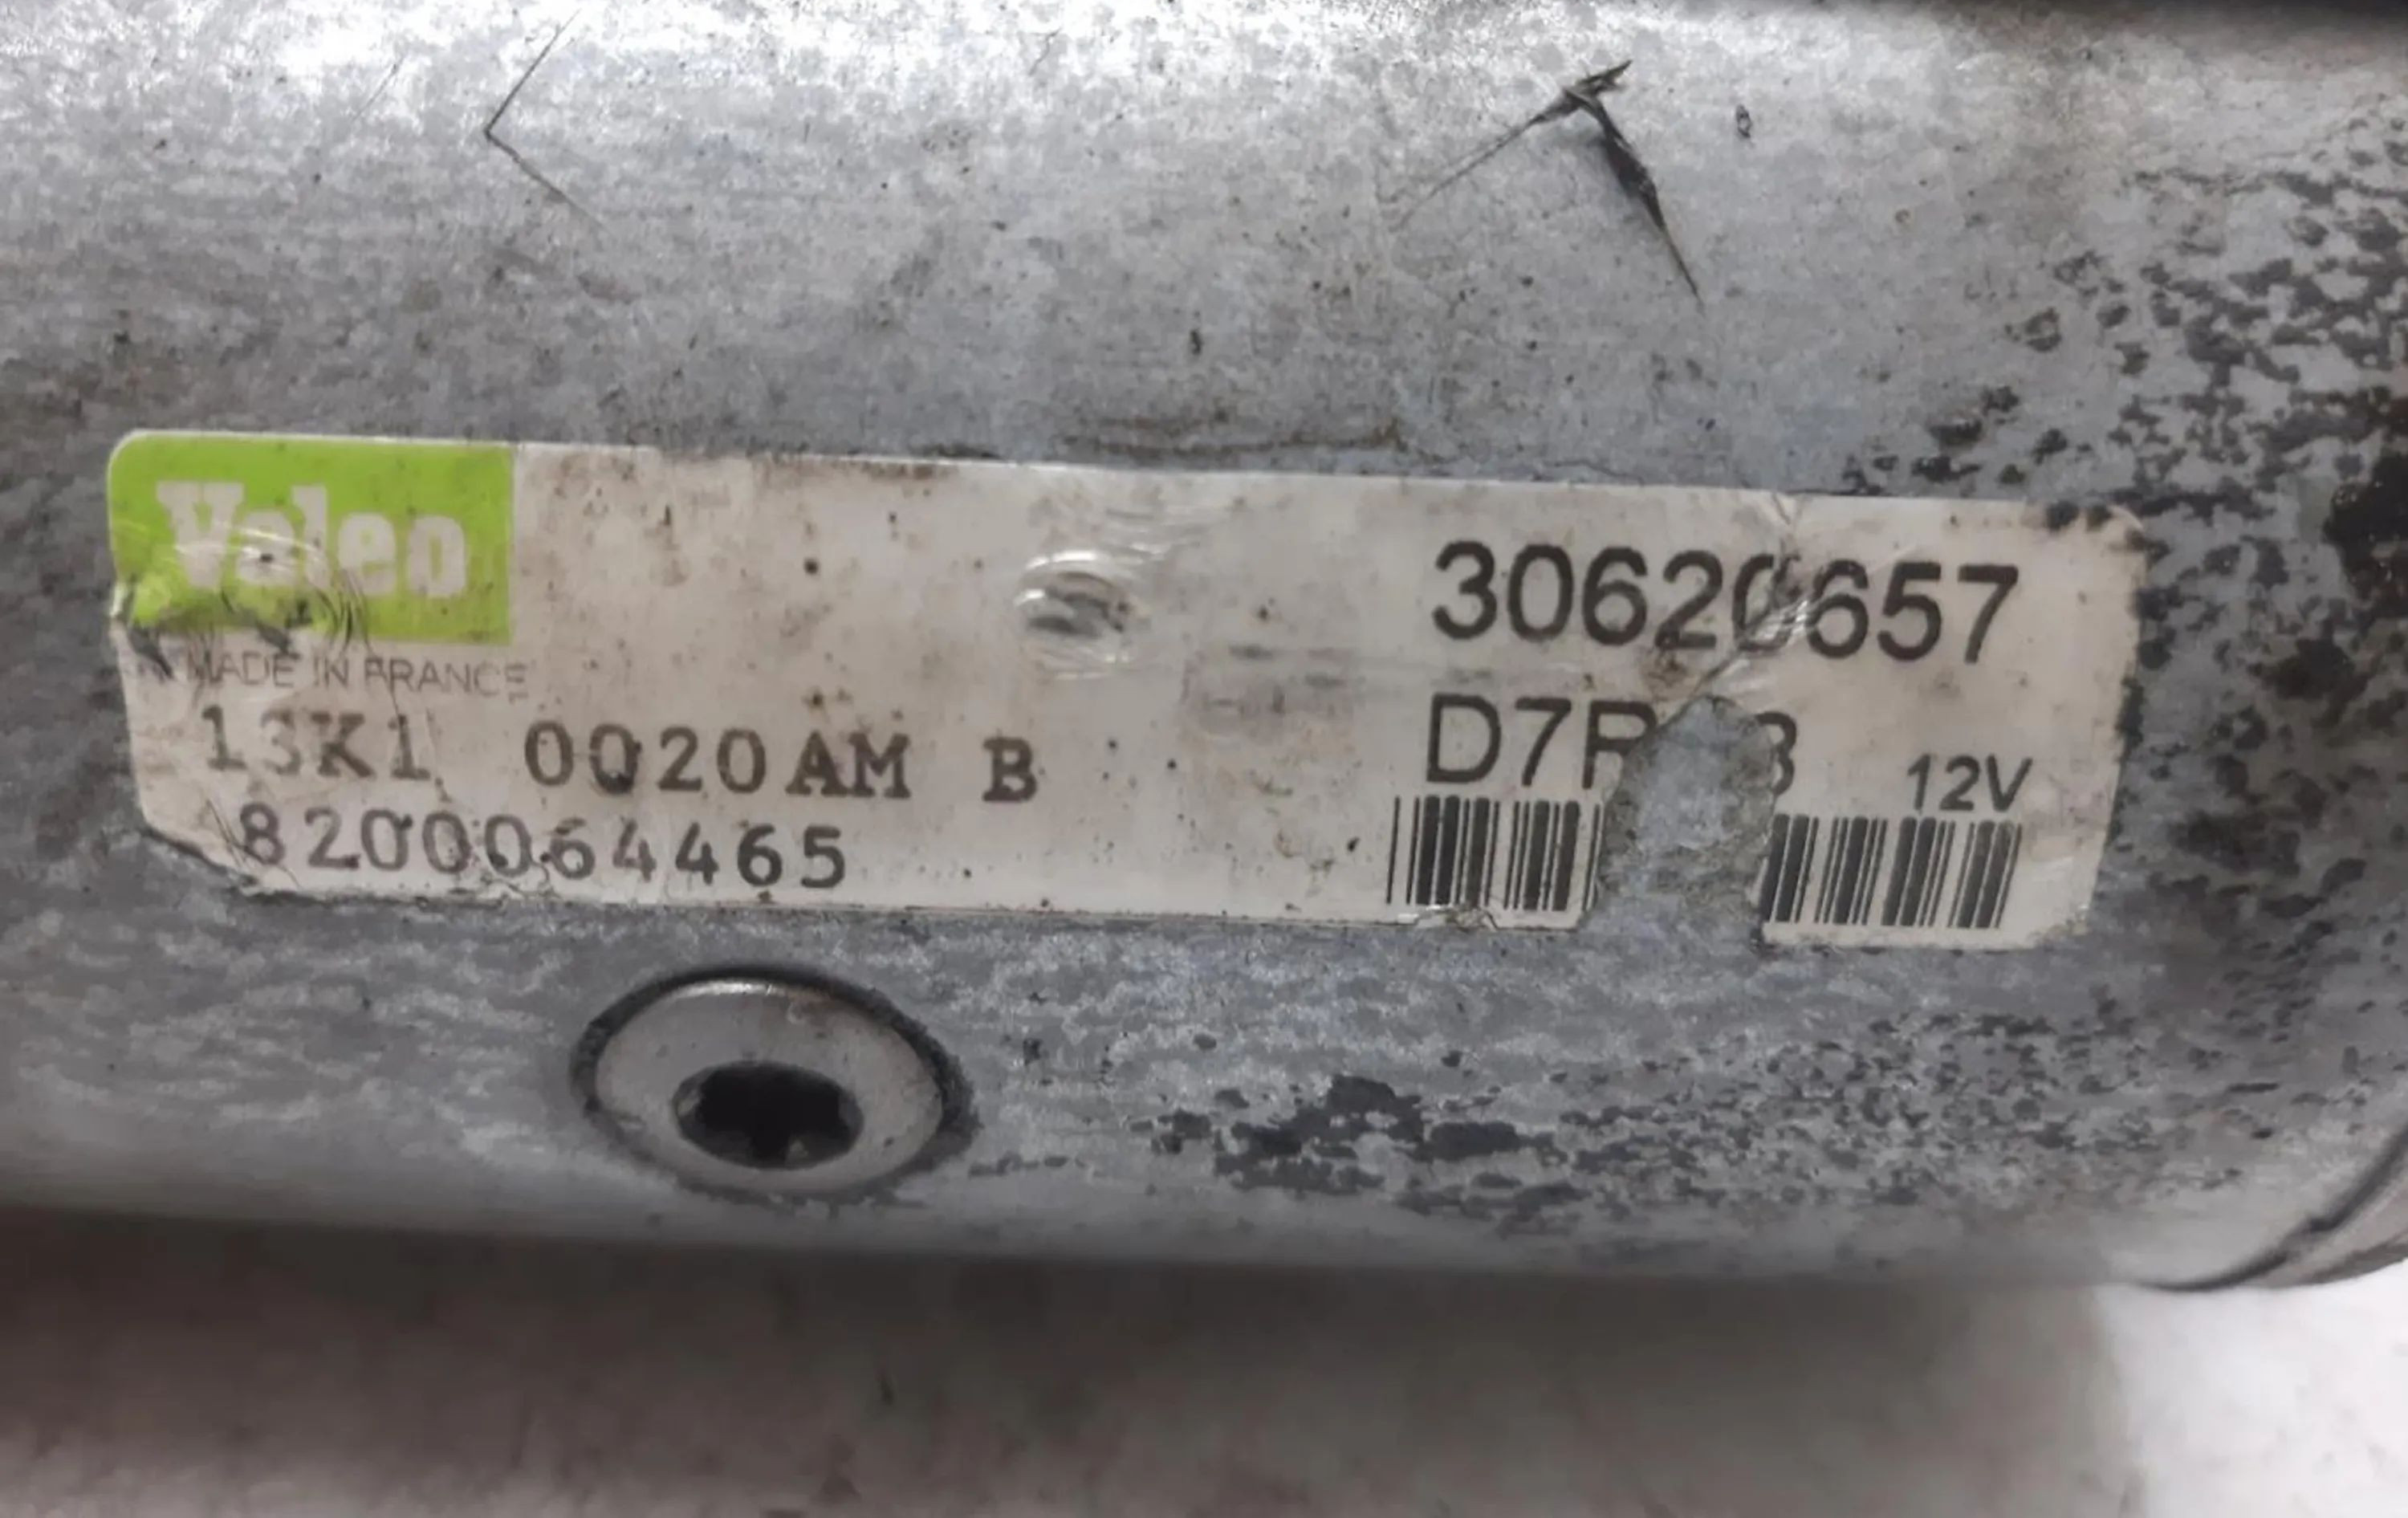 Valeo
MADE IN FRANCE
13K1 0020AM B
8200064465
30620657
12V